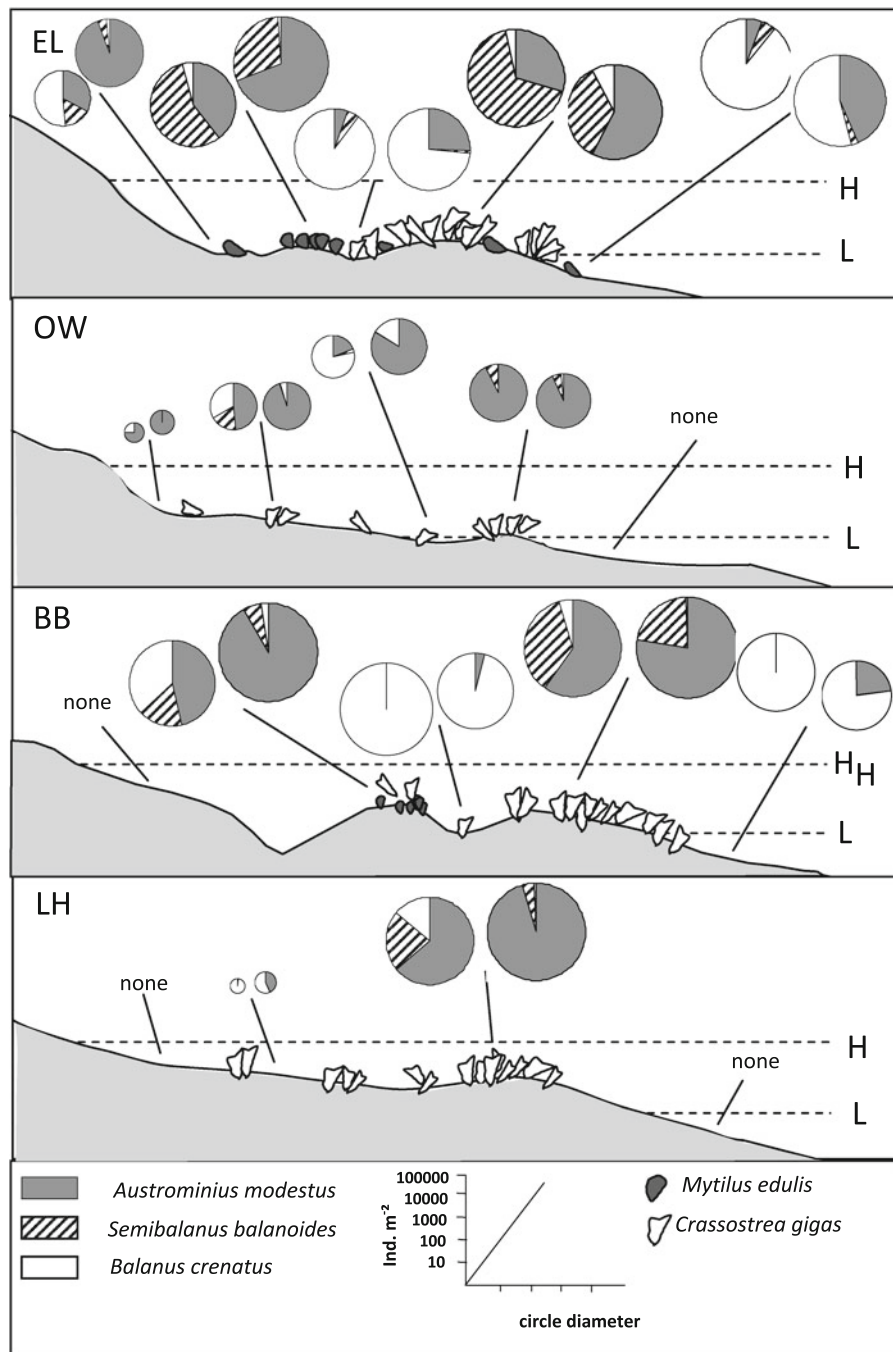 EL
H
L
OW
none
H
L
BB
none
H H
L
LH
none
none
H
L
Austrominius modestus
Semibalanus balanoides
Balanus crenatus
Ind. m⁻²
100000
10000
1000
100
10
circle diameter
Mytilus edulis
Crassostrea gigas